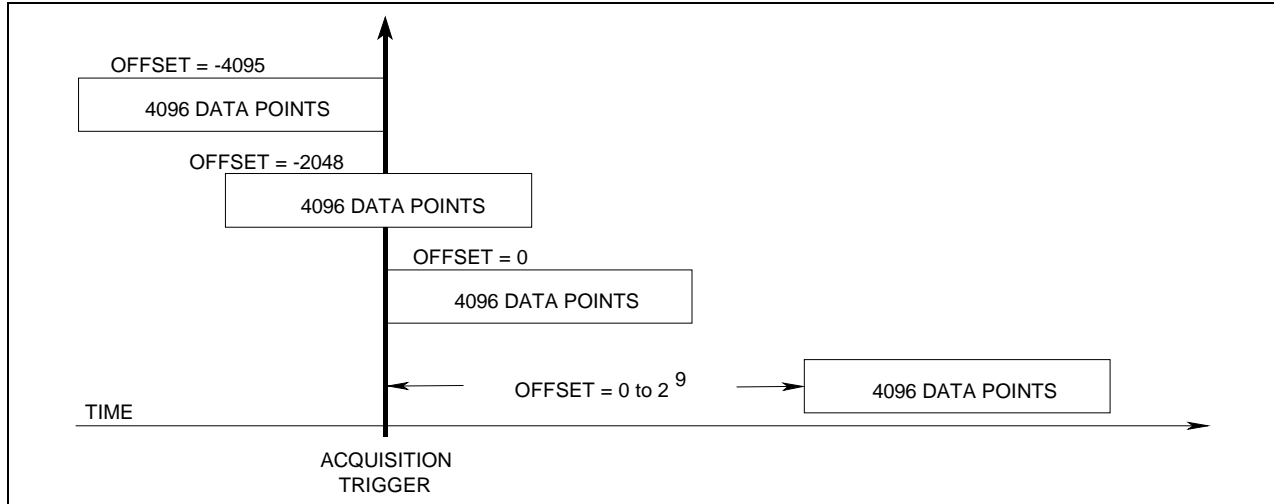 OFFSET = -4095
4096 DATA POINTS
OFFSET = -2048
4096 DATA POINTS
OFFSET = 0
4096 DATA POINTS
OFFSET = 0 to 2 9
4096 DATA POINTS
TIME
ACQUISITION
TRIGGER